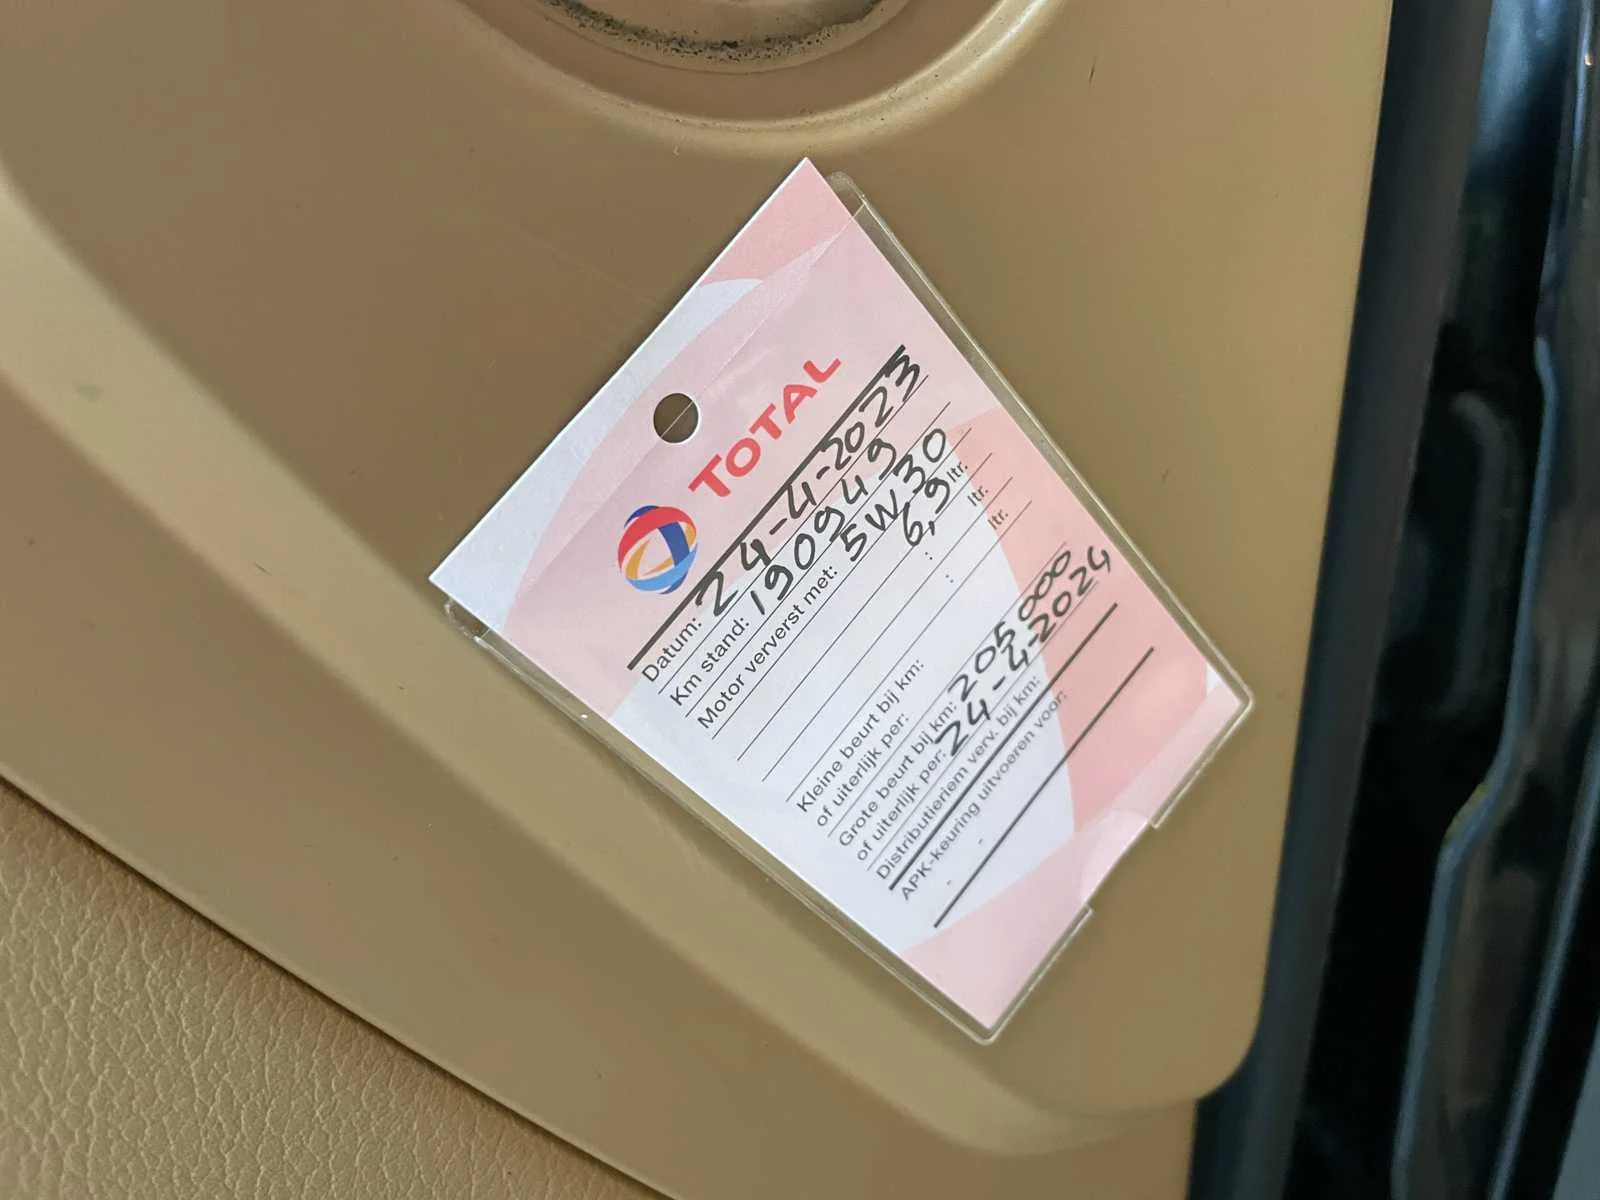 TOTAL
Datum: 24-4-2023
Km stand: 190949
Motor ververst met: 5W30
: 6,9 ltr.
: ltr.
ltr.
Kleine beurt bij km:
of uiterlijk per:
Grote beurt bij km: 205000
of uiterlijk per: 24-4-2024
Distributieriem verv. bij km:
APK-keuring uitvoeren voor:
- -